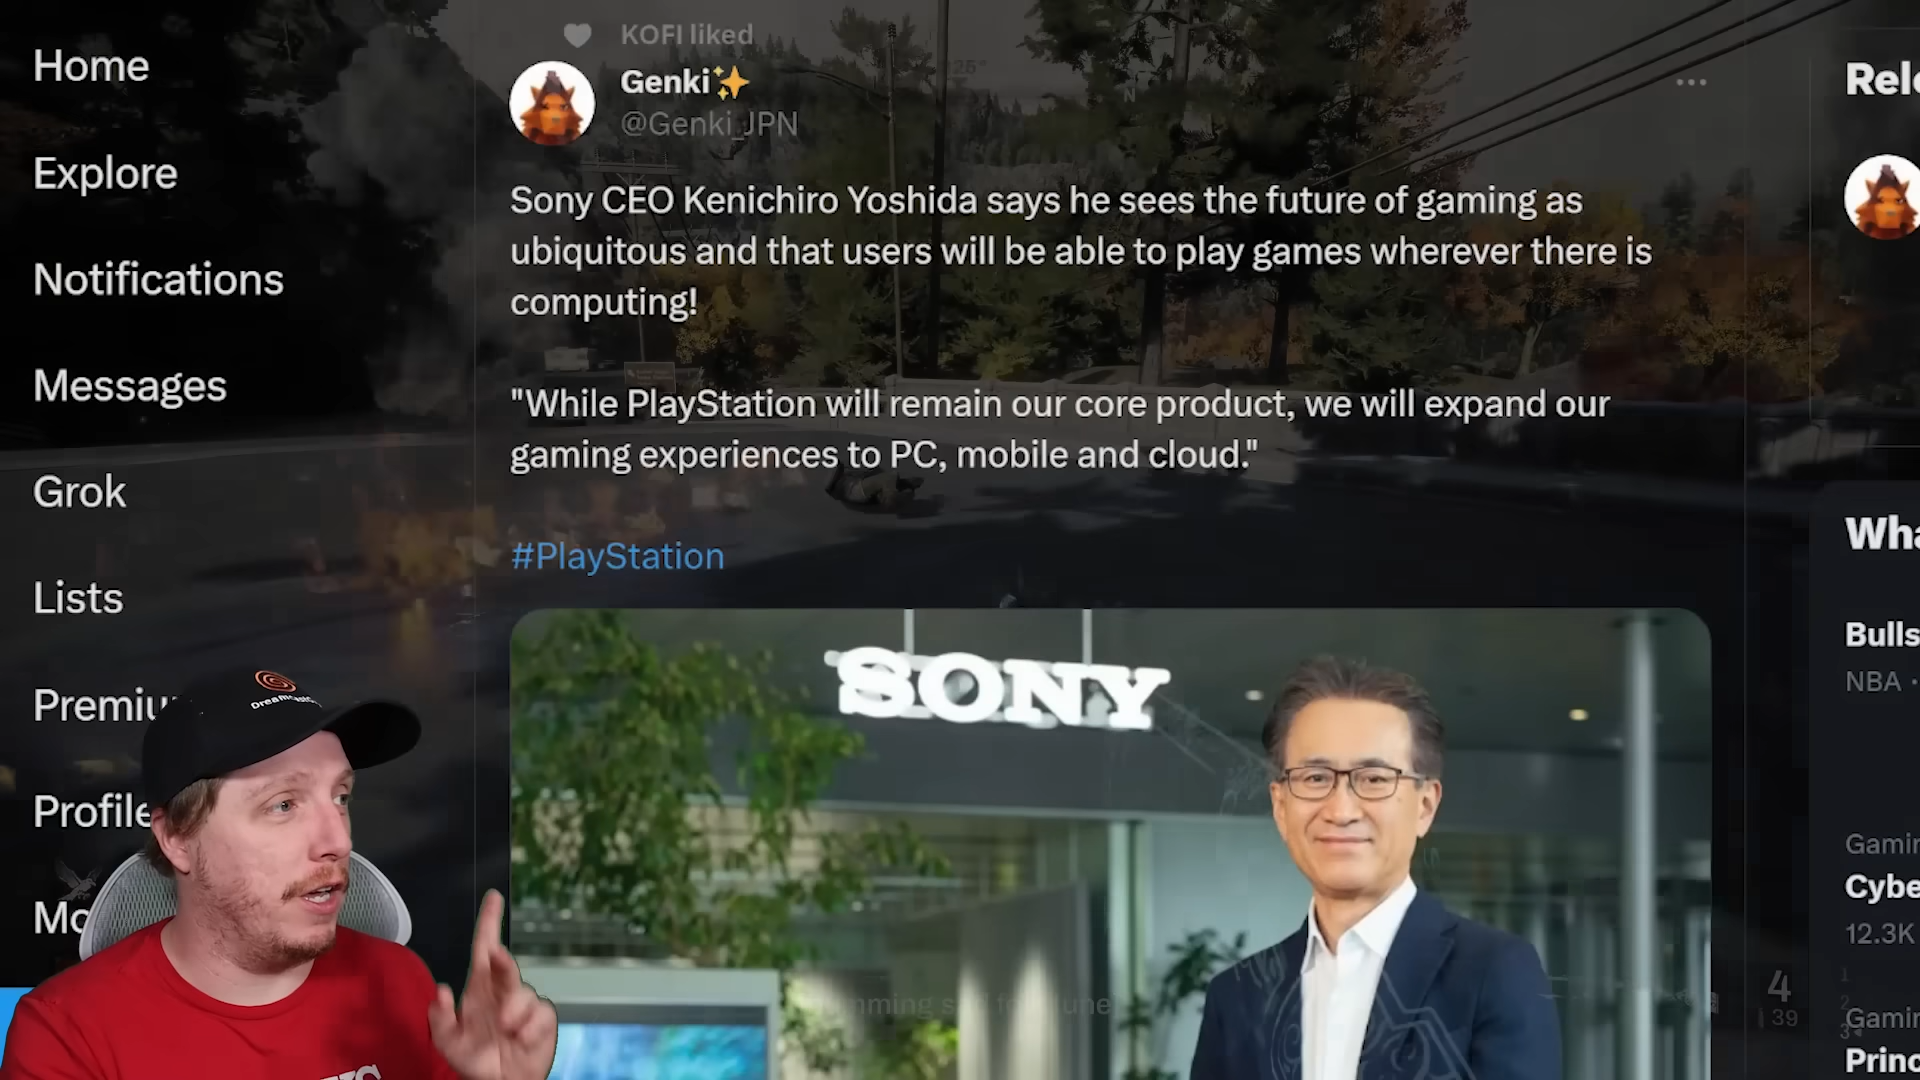 Home
Explore
Notifications
Messages
Grok
Lists
Profile
KOFI liked
Genki✨
@Genki_JPN
Sony CEO Kenichiro Yoshida says he sees the future of gaming as
ubiquitous and that users will be able to play games wherever there is
computing!
"While PlayStation will remain our core product, we will expand our
gaming experiences to PC, mobile and cloud."
#PlayStation
SONY
Bulls
NBA ·
12.3K
4
39